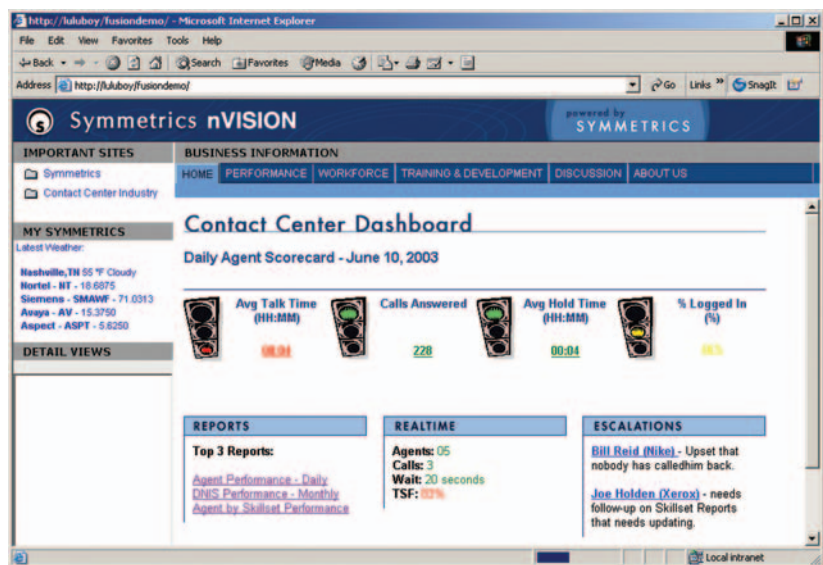 http://luluboy/fusiondemo/ - Microsoft Internet Explorer
File Edit View Favorites Tools Help
Back Search Favorites Media
Address http://luluboy/fusiondemo/ Go Links » SnagIt
Symmetrics nVISION
powered by
SYMMETRICS
IMPORTANT SITES
Symmetrics
Contact Center Industry
MY SYMMETRICS
Latest Weather:
Nashville,TN 55 °F Cloudy
Nortel - NT - 18.6875
Siemens - SMAWF - 71.0313
Avaya - AV - 15.3750
Aspect - ASPT - 5.6250
DETAIL VIEWS
BUSINESS INFORMATION
HOME PERFORMANCE WORKFORCE TRAINING & DEVELOPMENT DISCUSSION ABOUT US
Contact Center Dashboard
Daily Agent Scorecard - June 10, 2003
Avg Talk Time
(HH:MM)
Calls Answered
228
Avg Hold Time
(HH:MM)
00:04
% Logged In
(%)
REPORTS
Top 3 Reports:
Agent Performance - Daily
DNIS Performance - Monthly
Agent by Skillset Performance
REALTIME
Agents: 05
Calls: 3
Wait: 20 seconds
TSF:
ESCALATIONS
Bill Reid (Nike) - Upset that
nobody has calledhim back.
Joe Holden (Xerox) - needs
follow-up on Skillset Reports
that needs updating.
Local intranet